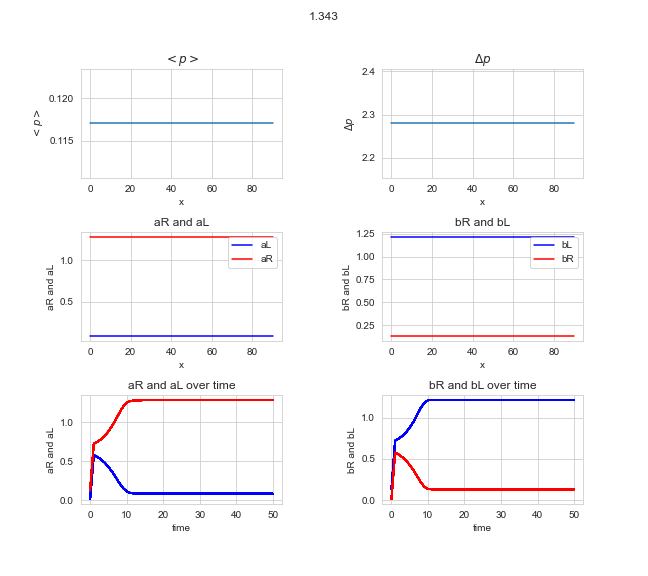 1.343
< p >
Δp
0.120
0.115
< p >
0 20 40 60 80
x
2.4
2.3
2.2
Δp
0 20 40 60 80
x
aR and aL
bR and bL
1.0
0.5
aR and aL
aL
aR
0 20 40 60 80
x
1.25
1.00
0.75
0.50
0.25
bR and bL
bL
bR
0 20 40 60 80
x
aR and aL over time
bR and bL over time
1.0
0.5
0.0
aR and aL
0 10 20 30 40 50
time
1.0
0.5
0.0
bR and bL
0 10 20 30 40 50
time